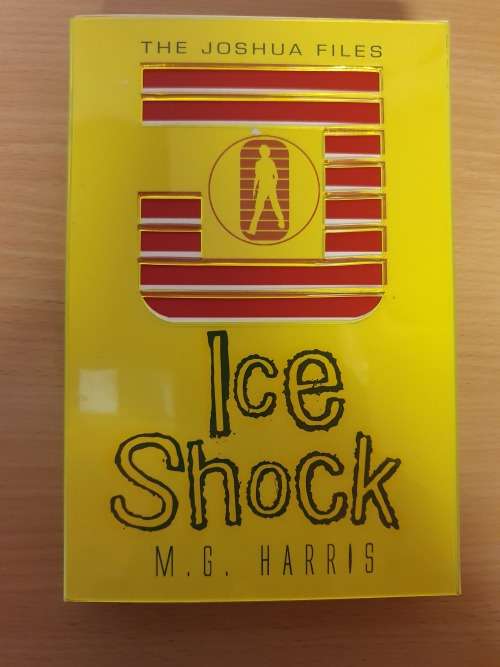 THE JOSHUA FILES
J
Ice
Shock
M.G. HARRIS